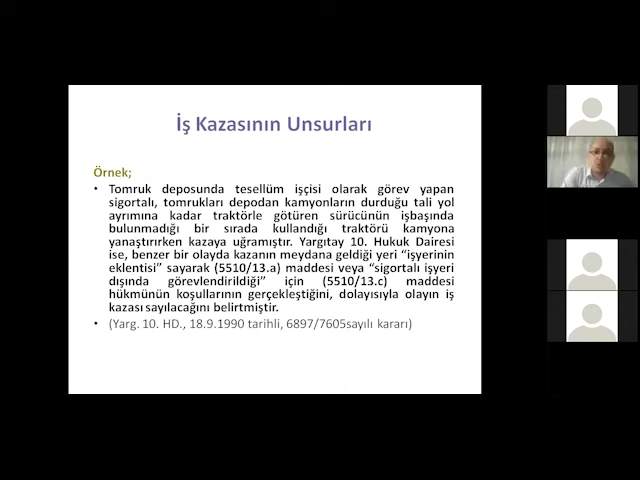 İş Kazasının Unsurları
Örnek;
• Tomruk deposunda tesellüm işçisi olarak görev yapan
sigortalı, tomrukları depodan kamyonların durduğu tali yol
ayrımına kadar traktörle götüren sürücünün işbaşında
bulunmadığı bir sırada kullandığı traktörü kamyona
yanaştırırken kazaya uğramıştır. Yargıtay 10. Hukuk Dairesi
ise, benzer bir olayda kazanın meydana geldiği yeri “işyerinin
eklentisi” sayarak (5510/13.a) maddesi veya “sigortalı işyeri
dışında görevlendirildiği” için (5510/13.c) maddesi
hükmünün koşullarının gerçekleştiğini, dolayısıyla olayın iş
kazası sayılacağını belirtmiştir.
• (Yarg. 10. HD., 18.9.1990 tarihli, 6897/7605sayılı kararı)